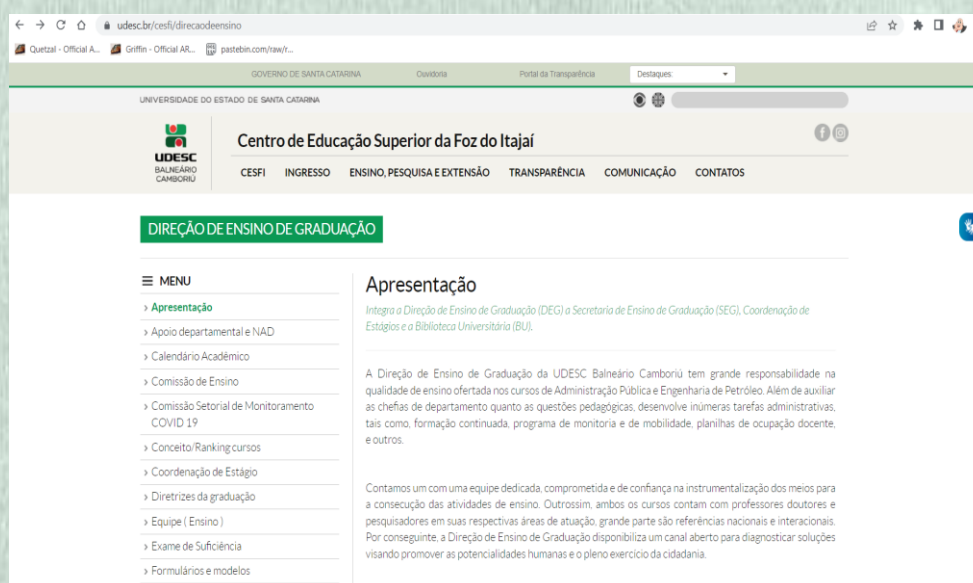 udesc.br/cesfi/direcaodeensino
Quetzal - Official A... Griffin - Official AR... pastebin.com/raw/r...
GOVERNO DE SANTA CATARINA Ouvidoria Portal da Transparência Destaques:
UNIVERSIDADE DO ESTADO DE SANTA CATARINA
UDESC
BALNEÁRIO
CAMBORIÚ
Centro de Educação Superior da Foz do Itajaí
CESFI INGRESSO ENSINO, PESQUISA E EXTENSÃO TRANSPARÊNCIA COMUNICAÇÃO CONTATOS
DIREÇÃO DE ENSINO DE GRADUAÇÃO
MENU
> Apresentação
> Apoio departamental e NAD
> Calendário Acadêmico
> Comissão de Ensino
> Comissão Setorial de Monitoramento
COVID 19
> Conceito/Ranking cursos
> Coordenação de Estágio
> Diretrizes da graduação
> Equipe ( Ensino )
> Exame de Suficiência
> Formulários e modelos
Apresentação
Integra a Direção de Ensino de Graduação (DEG) a Secretaria de Ensino de Graduação (SEG), Coordenação de
Estágios e a Biblioteca Universitária (BU).
A Direção de Ensino de Graduação da UDESC Balneário Camboriú tem grande responsabilidade na
qualidade de ensino ofertada nos cursos de Administração Pública e Engenharia de Petróleo. Além de auxiliar
as chefias de departamento quanto as questões pedagógicas, desenvolve inúmeras tarefas administrativas,
tais como, formação continuada, programa de monitoria e de mobilidade, planilhas de ocupação docente,
e outros.
Contamos um com uma equipe dedicada, comprometida e de confiança na instrumentalização dos meios para
a consecução das atividades de ensino. Outrossim, ambos os cursos contam com professores doutores e
pesquisadores em suas respectivas áreas de atuação, grande parte são referências nacionais e interacionais.
Por conseguinte, a Direção de Ensino de Graduação disponibiliza um canal aberto para diagnosticar soluções
visando promover as potencialidades humanas e o pleno exercício da cidadania.